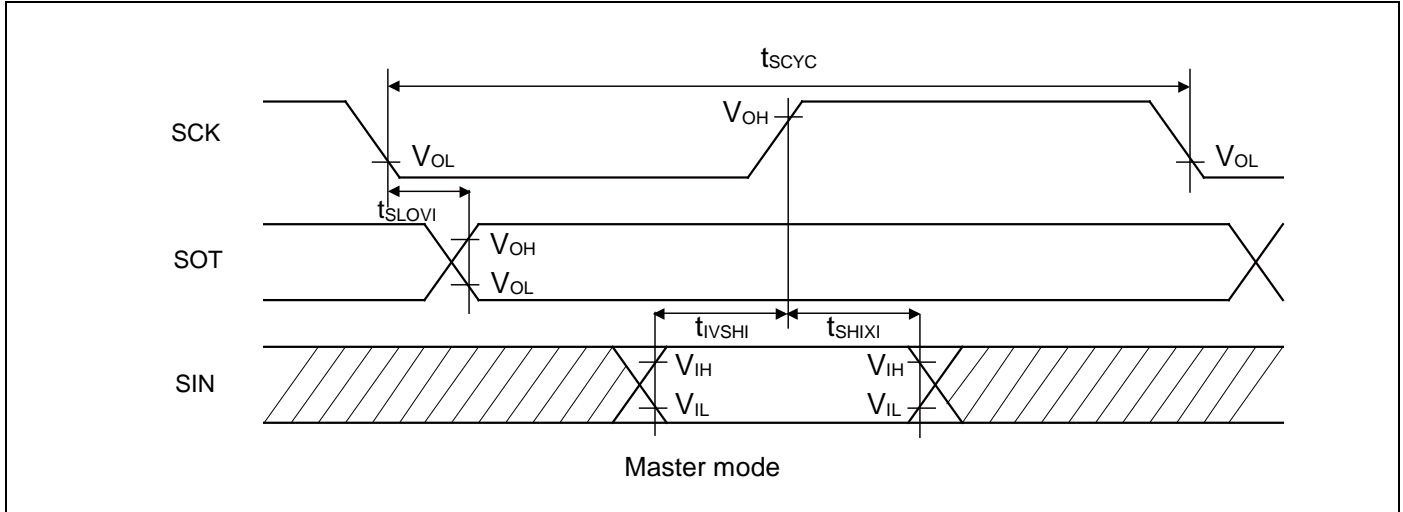 tSCYC
SCK
VOH
VOL
VOL
tSLOVI
SOT
VOH
VOL
tIVSHI
tSHIXI
SIN
VIH
VIH
VIL
VIL
Master mode